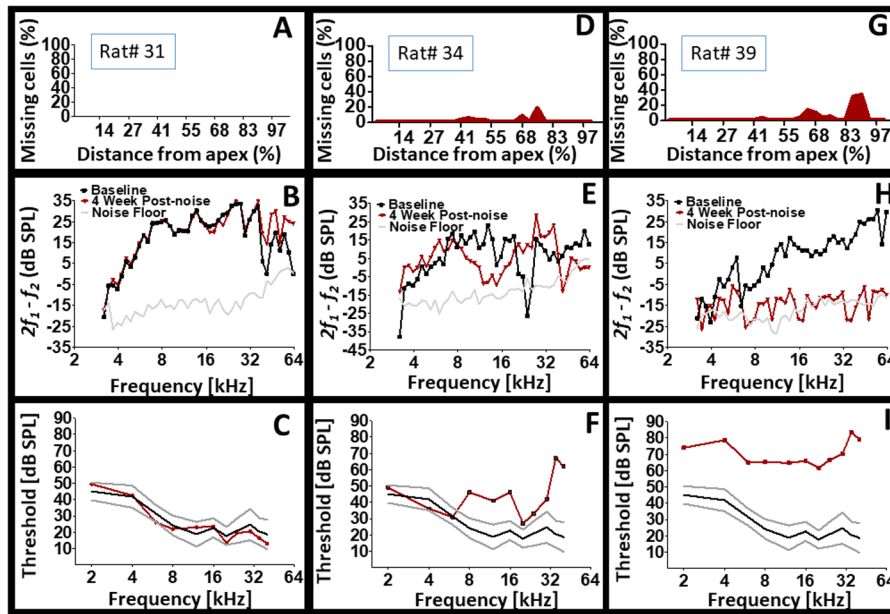 A
Missing cells (%)
100
80
60
40
20
0
Rat# 31
14 27 41 55 68 83 97
Distance from apex (%)
D
Missing cells (%)
100
80
60
40
20
0
Rat# 34
14 27 41 55 68 83 97
Distance from apex (%)
G
Missing cells (%)
100
80
60
40
20
0
Rat# 39
14 27 41 55 68 83 97
Distance from apex (%)
B
2f1 - f2 (dB SPL)
35
25
15
5
-5
-15
-25
-35
Baseline
4 Week Post-noise
Noise Floor
2 4 8 16 32 64
Frequency [kHz]
E
2f1 - f2 (dB SPL)
35
25
15
5
-5
-15
-25
-35
-45
Baseline
4 Week Post-noise
Noise Floor
2 4 8 16 32 64
Frequency [kHz]
H
2f1 - f2 (dB SPL)
35
25
15
5
-5
-15
-25
-35
Baseline
4 Week Post-noise
Noise Floor
2 4 8 16 32 64
Frequency [kHz]
C
Threshold [dB SPL]
90
80
70
60
50
40
30
20
10
2 4 8 16 32 64
Frequency [kHz]
F
Threshold [dB SPL]
90
80
70
60
50
40
30
20
10
2 4 8 16 32 64
Frequency [kHz]
I
Threshold [dB SPL]
90
80
70
60
50
40
30
20
10
2 4 8 16 32 64
Frequency [kHz]